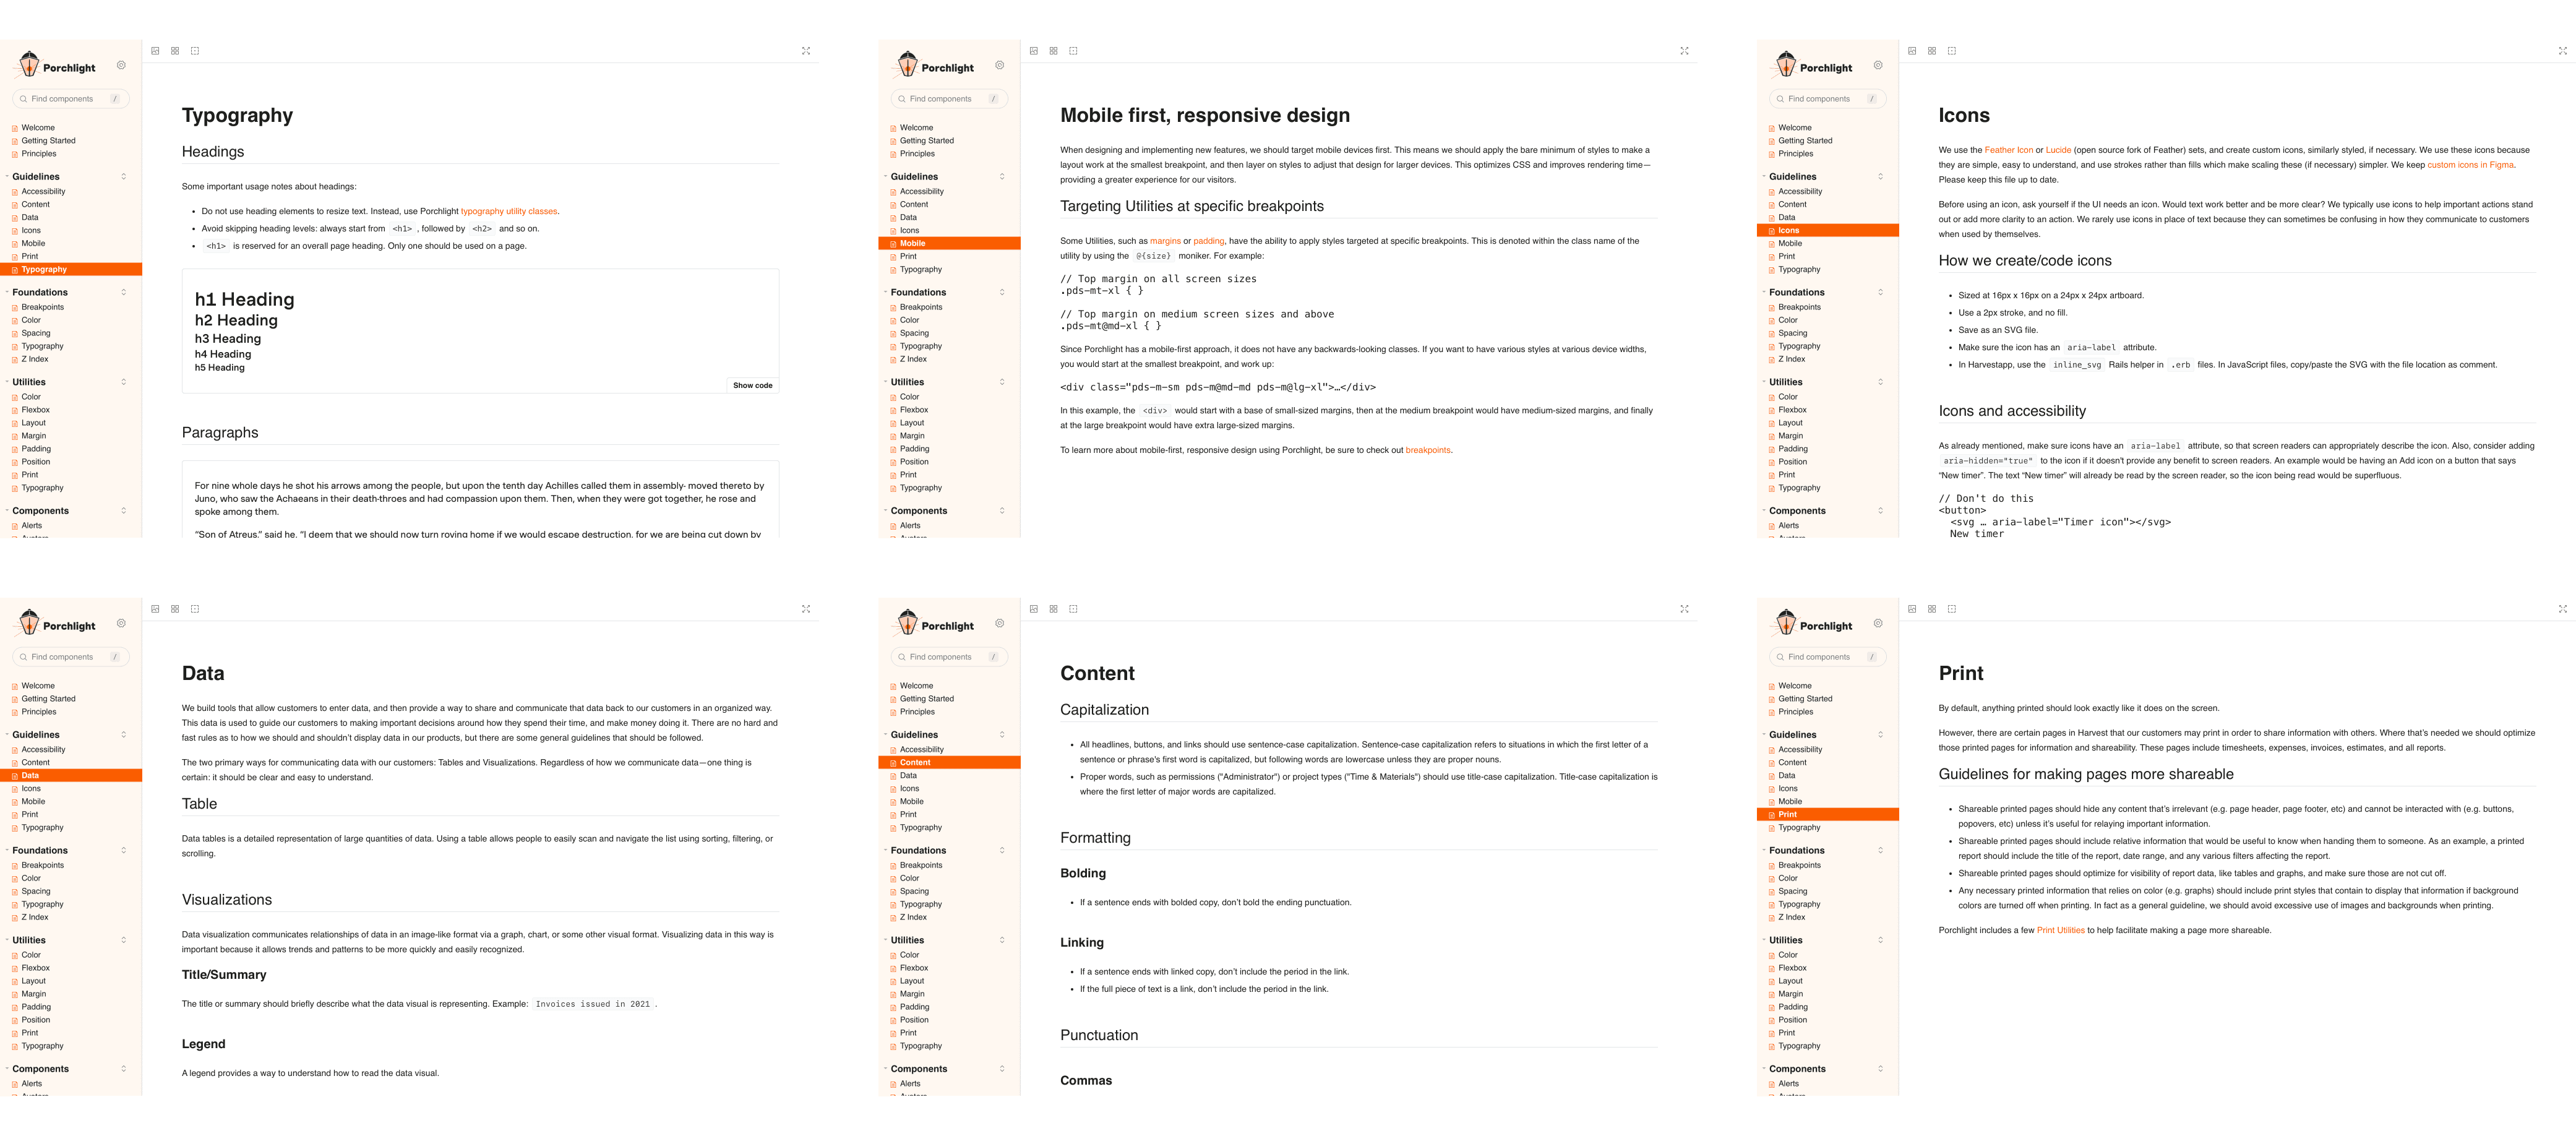 Porchlight
Find components /
Welcome
Getting Started
Principles
Guidelines
Accessibility
Content
Data
Icons
Mobile
Print
Typography
Foundations
Breakpoints
Color
Spacing
Typography
Z Index
Utilities
Color
Flexbox
Layout
Margin
Padding
Position
Print
Typography
Components
Alerts
Typography
Headings
Some important usage notes about headings:
• Do not use heading elements to resize text. Instead, use Porchlight typography utility classes.
• Avoid skipping heading levels: always start from <h1>, followed by <h2> and so on.
• <h1> is reserved for an overall page heading. Only one should be used on a page.
h1 Heading
h2 Heading
h3 Heading
h4 Heading
h5 Heading
Show code
Paragraphs
For nine whole days he shot his arrows among the people, but upon the tenth day Achilles called them in assembly- moved thereto by
Juno, who saw the Achaeans in their death-throes and had compassion upon them. Then, when they were got together, he rose and
spoke among them.
“Son of Atreus,” said he, “I deem that we should now turn roving home if we would escape destruction, for we are being cut down by
Porchlight
Find components /
Welcome
Getting Started
Principles
Guidelines
Accessibility
Content
Data
Icons
Mobile
Print
Typography
Foundations
Breakpoints
Color
Spacing
Typography
Z Index
Utilities
Color
Flexbox
Layout
Margin
Padding
Position
Print
Typography
Components
Alerts
Mobile first, responsive design
When designing and implementing new features, we should target mobile devices first. This means we should apply the bare minimum of styles to make a
layout work at the smallest breakpoint, and then layer on styles to adjust that design for larger devices. This optimizes CSS and improves rendering time—
providing a greater experience for our visitors.
Targeting Utilities at specific breakpoints
Some Utilities, such as margins or padding, have the ability to apply styles targeted at specific breakpoints. This is denoted within the class name of the
utility by using the @{size} moniker. For example:
// Top margin on all screen sizes
.pds-mt-xl { }
// Top margin on medium screen sizes and above
.pds-mt@md-xl { }
Since Porchlight has a mobile-first approach, it does not have any backwards-looking classes. If you want to have various styles at various device widths,
you would start at the smallest breakpoint, and work up:
<div class="pds-m-sm pds-m@md-md pds-m@lg-xl">…</div>
In this example, the <div> would start with a base of small-sized margins, then at the medium breakpoint would have medium-sized margins, and finally
at the large breakpoint would have extra large-sized margins.
To learn more about mobile-first, responsive design using Porchlight, be sure to check out breakpoints.
Porchlight
Find components /
Welcome
Getting Started
Principles
Guidelines
Accessibility
Content
Data
Icons
Mobile
Print
Typography
Foundations
Breakpoints
Color
Spacing
Typography
Z Index
Utilities
Color
Flexbox
Layout
Margin
Padding
Position
Print
Typography
Components
Alerts
Icons
We use the Feather Icon or Lucide (open source fork of Feather) sets, and create custom icons, similarly styled, if necessary. We use these icons because
they are simple, easy to understand, and use strokes rather than fills which make scaling these (if necessary) simpler. We keep custom icons in Figma.
Please keep this file up to date.
Before using an icon, ask yourself if the UI needs an icon. Would text work better and be more clear? We typically use icons to help important actions stand
out or add more clarity to an action. We rarely use icons in place of text because they can sometimes be confusing in how they communicate to customers
when used by themselves.
How we create/code icons
• Sized at 16px x 16px on a 24px x 24px artboard.
• Use a 2px stroke, and no fill.
• Save as an SVG file.
• Make sure the icon has an aria-label attribute.
• In Harvestapp, use the inline_svg Rails helper in .erb files. In JavaScript files, copy/paste the SVG with the file location as comment.
Icons and accessibility
As already mentioned, make sure icons have an aria-label attribute, so that screen readers can appropriately describe the icon. Also, consider adding
aria-hidden="true" to the icon if it doesn’t provide any benefit to screen readers. An example would be having an Add icon on a button that says
“New timer”. The text “New timer” will already be read by the screen reader, so the icon being read would be superfluous.
// Don't do this
<button>
<svg … aria-label="Timer icon"></svg>
New timer
Porchlight
Find components /
Welcome
Getting Started
Principles
Guidelines
Accessibility
Content
Data
Icons
Mobile
Print
Typography
Foundations
Breakpoints
Color
Spacing
Typography
Z Index
Utilities
Color
Flexbox
Layout
Margin
Padding
Position
Print
Typography
Components
Alerts
Data
We build tools that allow customers to enter data, and then provide a way to share and communicate that data back to our customers in an organized way.
This data is used to guide our customers to making important decisions around how they spend their time, and make money doing it. There are no hard and
fast rules as to how we should and shouldn’t display data in our products, but there are some general guidelines that should be followed.
The two primary ways for communicating data with our customers: Tables and Visualizations. Regardless of how we communicate data—one thing is
certain: it should be clear and easy to understand.
Table
Data tables is a detailed representation of large quantities of data. Using a table allows people to easily scan and navigate the list using sorting, filtering, or
scrolling.
Visualizations
Data visualization communicates relationships of data in an image-like format via a graph, chart, or some other visual format. Visualizing data in this way is
important because it allows trends and patterns to be more quickly and easily recognized.
Title/Summary
The title or summary should briefly describe what the data visual is representing. Example: Invoices issued in 2021.
Legend
A legend provides a way to understand how to read the data visual.
Porchlight
Find components /
Welcome
Getting Started
Principles
Guidelines
Accessibility
Content
Data
Icons
Mobile
Print
Typography
Foundations
Breakpoints
Color
Spacing
Typography
Z Index
Utilities
Color
Flexbox
Layout
Margin
Padding
Position
Print
Typography
Components
Alerts
Content
Capitalization
• All headlines, buttons, and links should use sentence-case capitalization. Sentence-case capitalization refers to situations in which the first letter of a
sentence or phrase’s first word is capitalized, but following words are lowercase unless they are proper nouns.
• Proper words, such as permissions ("Administrator") or project types ("Time & Materials") should use title-case capitalization. Title-case capitalization is
where the first letter of major words are capitalized.
Formatting
Bolding
• If a sentence ends with bolded copy, don’t bold the ending punctuation.
Linking
• If a sentence ends with linked copy, don’t include the period in the link.
• If the full piece of text is a link, don’t include the period in the link.
Punctuation
Commas
Porchlight
Find components /
Welcome
Getting Started
Principles
Guidelines
Accessibility
Content
Data
Icons
Mobile
Print
Typography
Foundations
Breakpoints
Color
Spacing
Typography
Z Index
Utilities
Color
Flexbox
Layout
Margin
Padding
Position
Print
Typography
Components
Alerts
Print
By default, anything printed should look exactly like it does on the screen.
However, there are certain pages in Harvest that our customers may print in order to share information with others. Where that’s needed we should optimize
those printed pages for information and shareability. These pages include timesheets, expenses, invoices, estimates, and all reports.
Guidelines for making pages more shareable
• Shareable printed pages should hide any content that’s irrelevant (e.g. page header, page footer, etc) and cannot be interacted with (e.g. buttons,
popovers, etc) unless it’s useful for relaying important information.
• Shareable printed pages should include relative information that would be useful to know when handing them to someone. As an example, a printed
report should include the title of the report, date range, and any various filters affecting the report.
• Shareable printed pages should optimize for visibility of report data, like tables and graphs, and make sure those are not cut off.
• Any necessary printed information that relies on color (e.g. graphs) should include print styles that contain to display that information if background
colors are turned off when printing. In fact as a general guideline, we should avoid excessive use of images and backgrounds when printing.
Porchlight includes a few Print Utilities to help facilitate making a page more shareable.